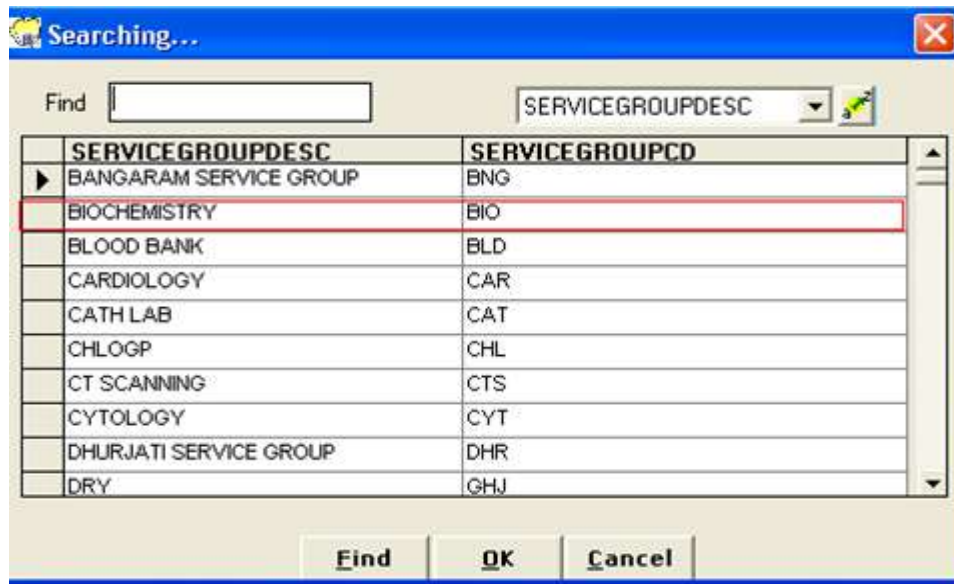 Searching...
Find SERVICEGROUPDESC
SERVICEGROUPDESC SERVICEGROUPCD
BANGARAM SERVICE GROUP BNG
BIOCHEMISTRY BIO
BLOOD BANK BLD
CARDIOLOGY CAR
CATH LAB CAT
CHLOGP CHL
CT SCANNING CTS
CYTOLOGY CYT
DHURJATI SERVICE GROUP DHR
DRY GHJ
Find OK Cancel